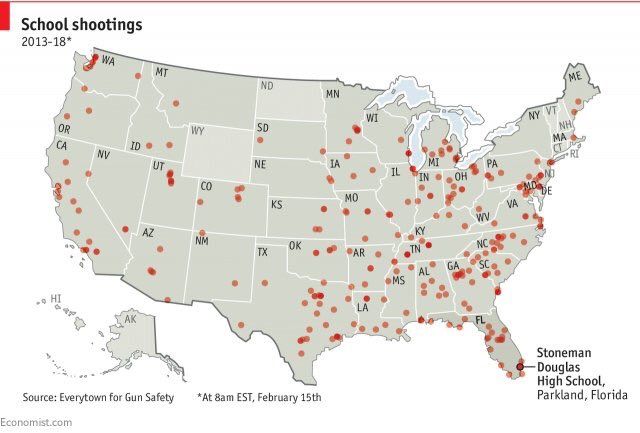 School shootings
2013-18*
WA
MT
ND
MN
ME
OR
ID
WY
SD
WI
MI
NY
VT
NH
MA
CT
RI
CA
NV
UT
CO
NE
IA
IL
IN
OH
PA
NJ
MD
DE
KS
MO
KY
WV
VA
AZ
NM
TX
OK
AR
TN
NC
SC
MS
AL
GA
LA
FL
HI
AK
Stoneman
Douglas
High School,
Parkland, Florida
Source: Everytown for Gun Safety
*At 8am EST, February 15th
Economist.com